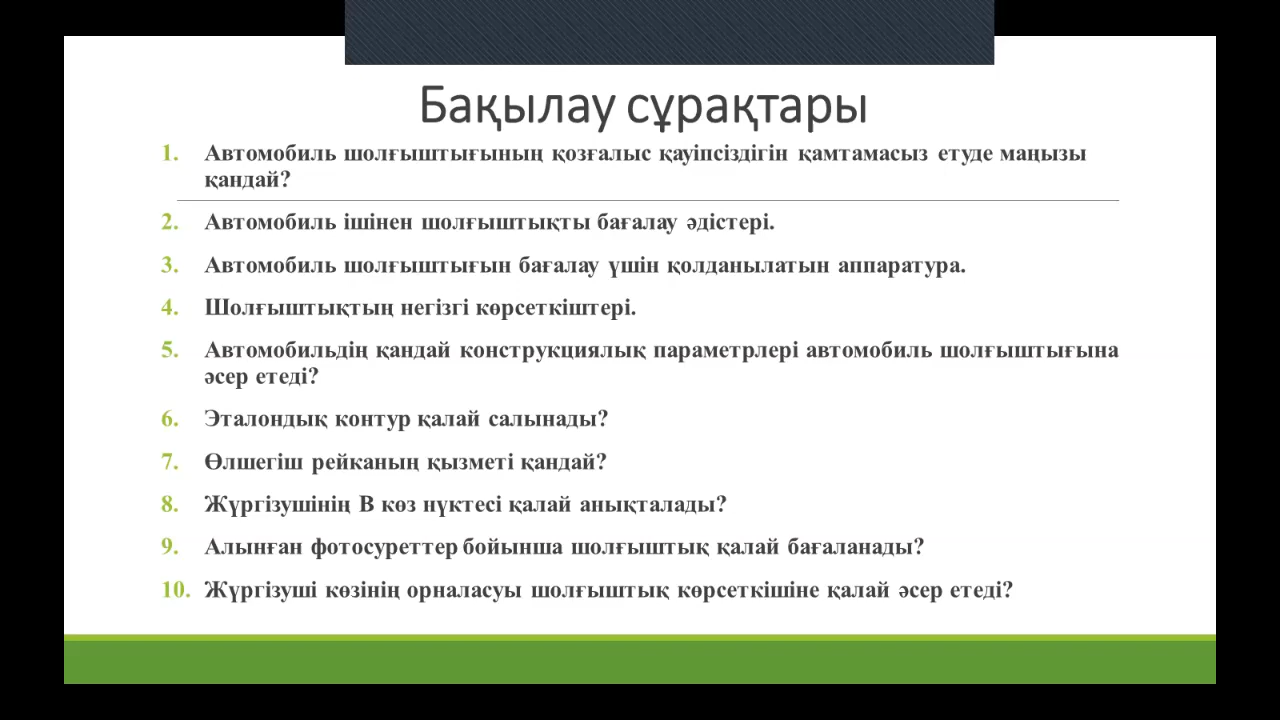 Бақылау сұрақтары
1. Автомобиль шолғыштығының қозғалыс қауіпсіздігін қамтамасыз етуде маңызы
қандай?
2. Автомобиль ішінен шолғыштықты бағалау әдістері.
3. Автомобиль шолғыштығын бағалау үшін қолданылатын аппаратура.
4. Шолғыштықтың негізгі көрсеткіштері.
5. Автомобильдің қандай конструкциялық параметрлері автомобиль шолғыштығына
әсер етеді?
6. Эталондық контур қалай салынады?
7. Өлшегіш рейканың қызметі қандай?
8. Жүргізушінің В көз нүктесі қалай анықталады?
9. Алынған фотосуреттер бойынша шолғыштық қалай бағаланады?
10. Жүргізуші көзінің орналасуы шолғыштық көрсеткішіне қалай әсер етеді?